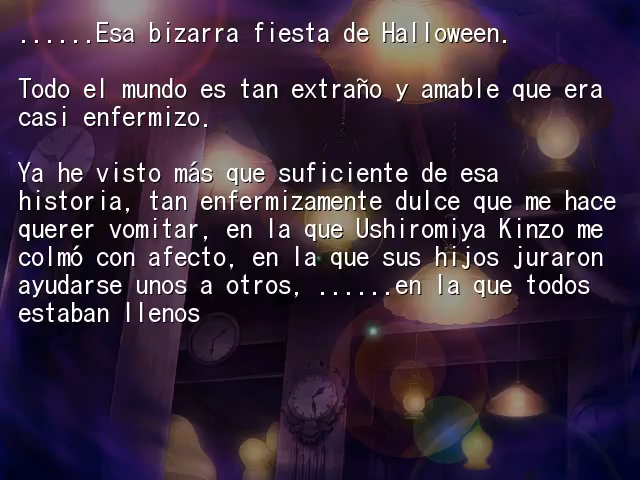 ......Esa bizarra fiesta de Halloween.
Todo el mundo es tan extraño y amable que era
casi enfermizo.
Ya he visto más que suficiente de esa
historia, tan enfermizamente dulce que me hace
querer vomitar, en la que Ushiromiya Kinzo me
colmó con afecto, en la que sus hijos juraron
ayudarse unos a otros, ......en la que todos
estaban llenos